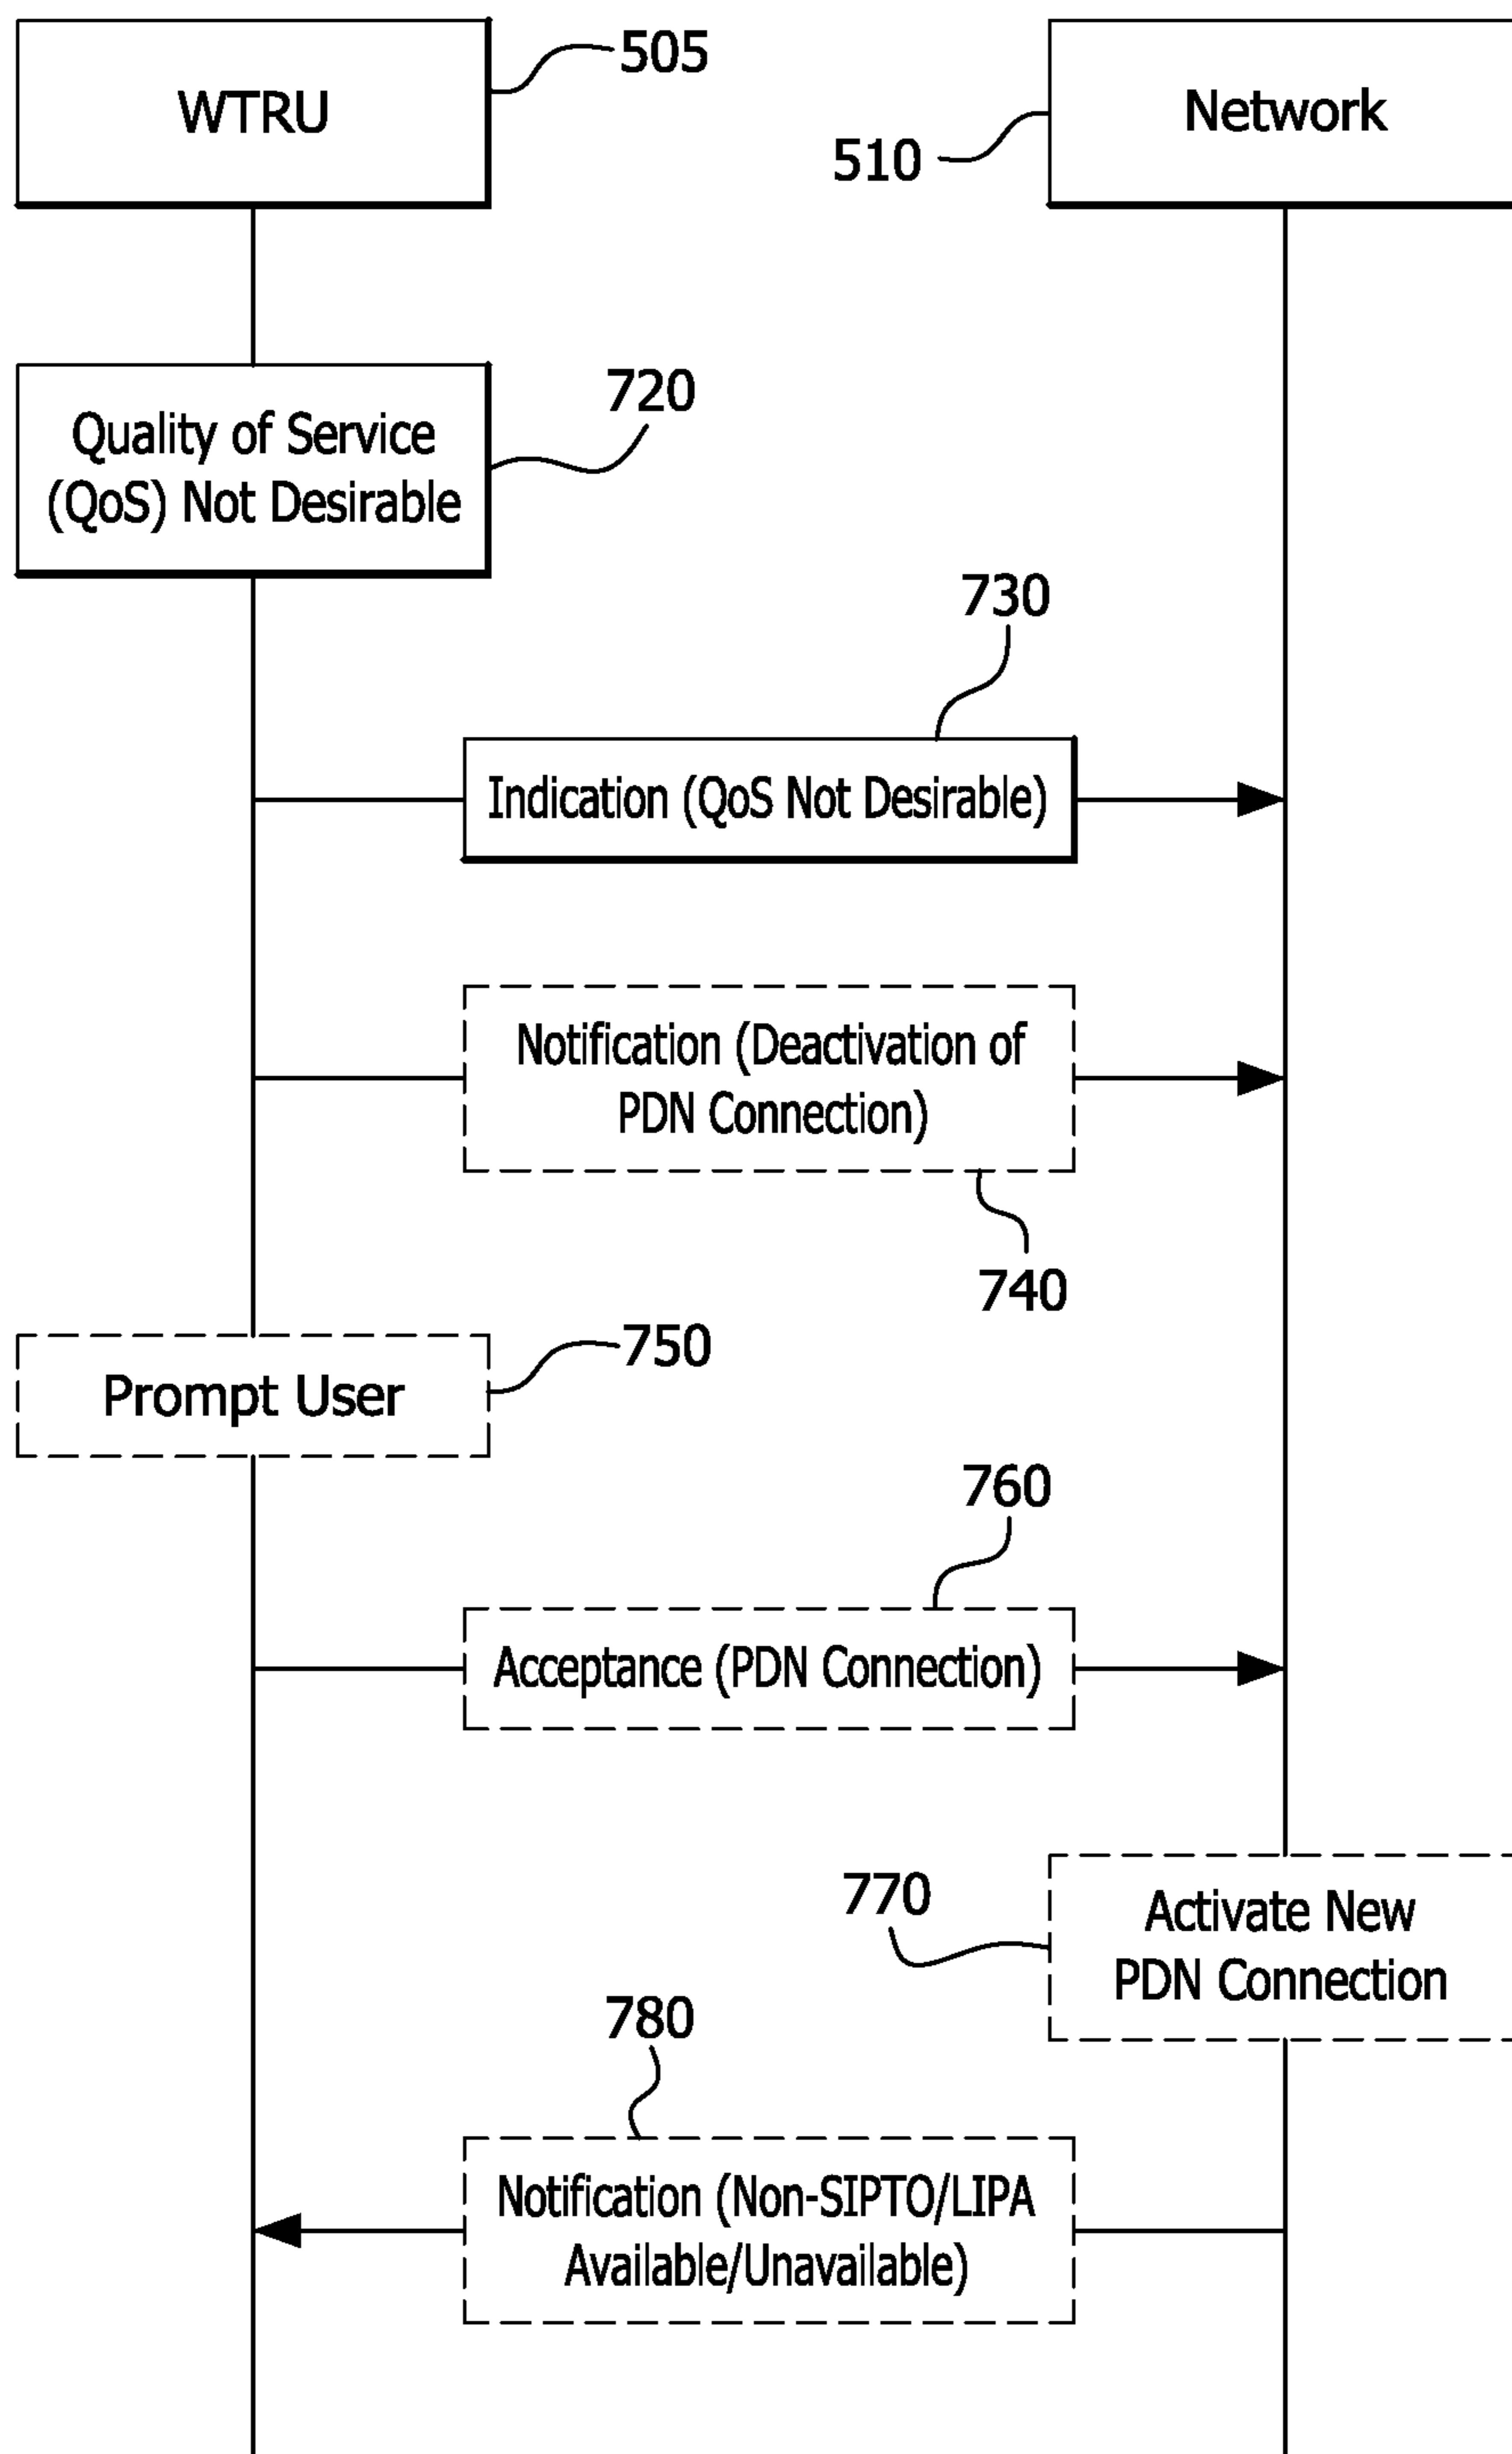 WTRU
505
Network
510
Quality of Service
(QoS) Not Desirable
720
730
Indication (QoS Not Desirable)
Notification (Deactivation of
PDN Connection)
740
750
Prompt User
760
Acceptance (PDN Connection)
770
Activate New
PDN Connection
780
Notification (Non-SIPTO/LIPA
Available/Unavailable)